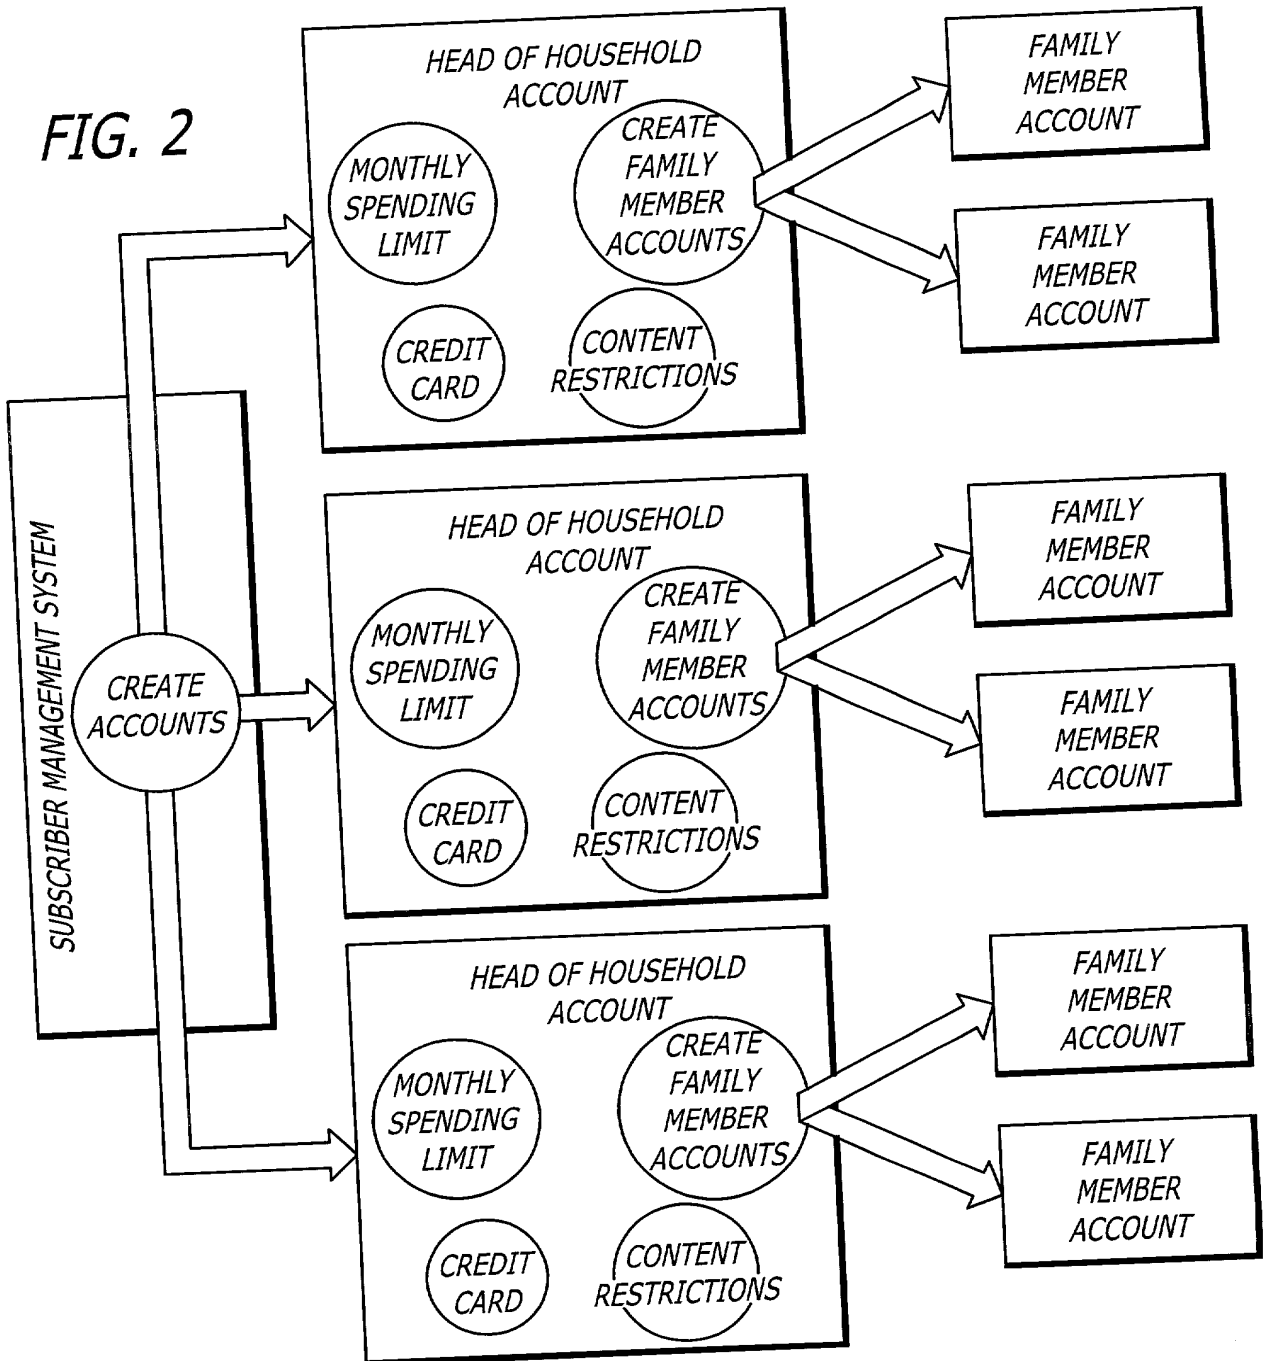 FIG. 2
SUBSCRIBER MANAGEMENT SYSTEM
CREATE
ACCOUNTS
HEAD OF HOUSEHOLD
ACCOUNT
MONTHLY
SPENDING
LIMIT
CREATE
FAMILY
MEMBER
ACCOUNTS
CREDIT
CARD
CONTENT
RESTRICTIONS
FAMILY
MEMBER
ACCOUNT
FAMILY
MEMBER
ACCOUNT
HEAD OF HOUSEHOLD
ACCOUNT
MONTHLY
SPENDING
LIMIT
CREATE
FAMILY
MEMBER
ACCOUNTS
CREDIT
CARD
CONTENT
RESTRICTIONS
FAMILY
MEMBER
ACCOUNT
FAMILY
MEMBER
ACCOUNT
HEAD OF HOUSEHOLD
ACCOUNT
MONTHLY
SPENDING
LIMIT
CREATE
FAMILY
MEMBER
ACCOUNTS
CREDIT
CARD
CONTENT
RESTRICTIONS
FAMILY
MEMBER
ACCOUNT
FAMILY
MEMBER
ACCOUNT